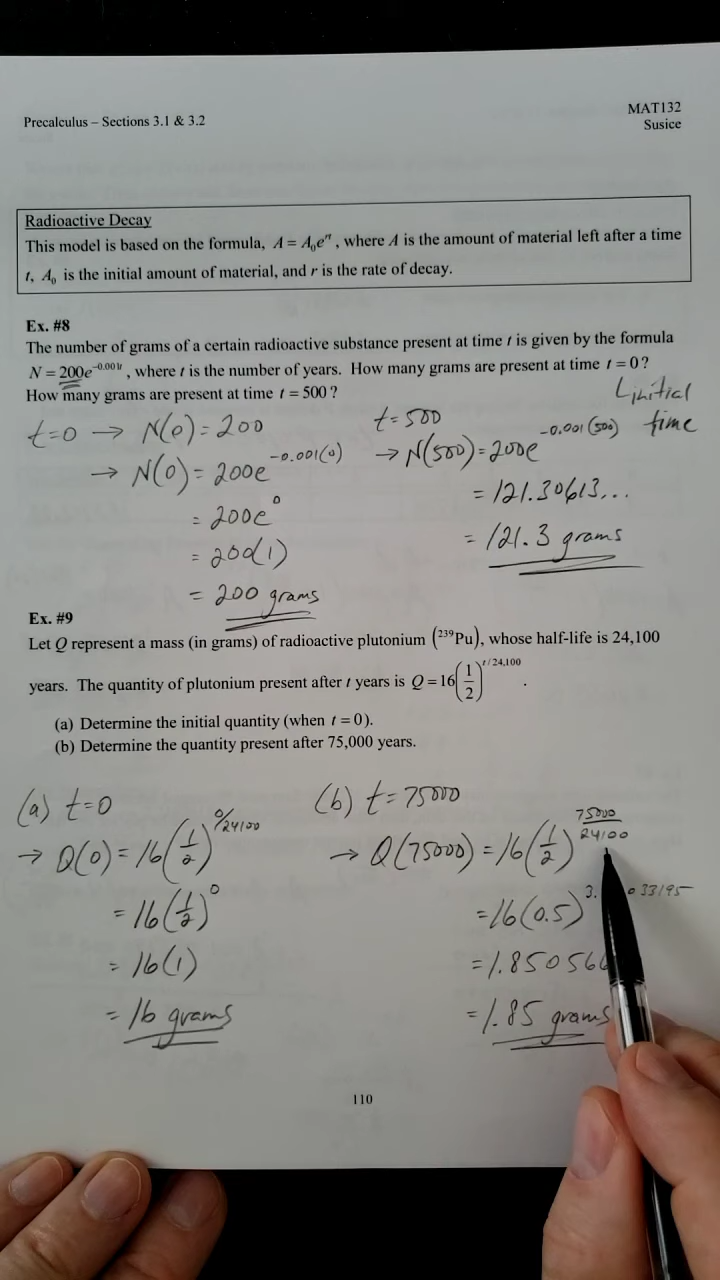 Precalculus – Sections 3.1 & 3.2
MAT132
Susice
Radioactive Decay
This model is based on the formula, A = A₀e^{rt}, where A is the amount of material left after a time
t, A₀ is the initial amount of material, and r is the rate of decay.
Ex. #8
The number of grams of a certain radioactive substance present at time t is given by the formula
N = 200e^{-0.001t}, where t is the number of years. How many grams are present at time t = 0?
How many grams are present at time t = 500?
initial
time
t=0 → N(0) = 200
→ N(0) = 200e^{-0.001(0)}
= 200e^0
= 200(1)
= 200 grams
t=500
→ N(500) = 200e^{-0.001(500)}
= 121.30613...
= 121.3 grams
Ex. #9
Let Q represent a mass (in grams) of radioactive plutonium (²³⁹Pu), whose half-life is 24,100
years. The quantity of plutonium present after t years is Q = 16(1/2)^{t/24,100}.
(a) Determine the initial quantity (when t = 0).
(b) Determine the quantity present after 75,000 years.
(a) t=0
→ Q(0) = 16(1/2)^{0/24100}
= 16(1/2)^0
= 16(1)
= 16 grams
(b) t=75000
→ Q(75000) = 16(1/2)^{75000/24100}
= 16(0.5)^{3.
= 1.85056
= 1.85 grams
110